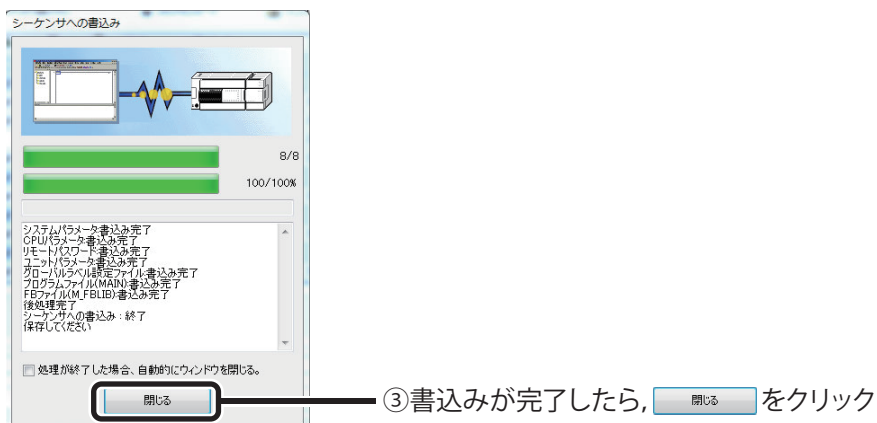 シーケンサへの書込み
8/8
100/100%
システムパラメータ:書込み完了
CPUパラメータ:書込み完了
リモートパスワード:書込み完了
ユニットパラメータ:書込み完了
グローバルラベル設定ファイル:書込み完了
プログラムファイル(MAIN):書込み完了
FBファイル(M_FBLIB):書込み完了
後処理完了
シーケンサへの書込み : 終了
保存してください
処理が終了した場合、自動的にウィンドウを閉じる。
閉じる
③書込みが完了したら, 閉じる をクリック